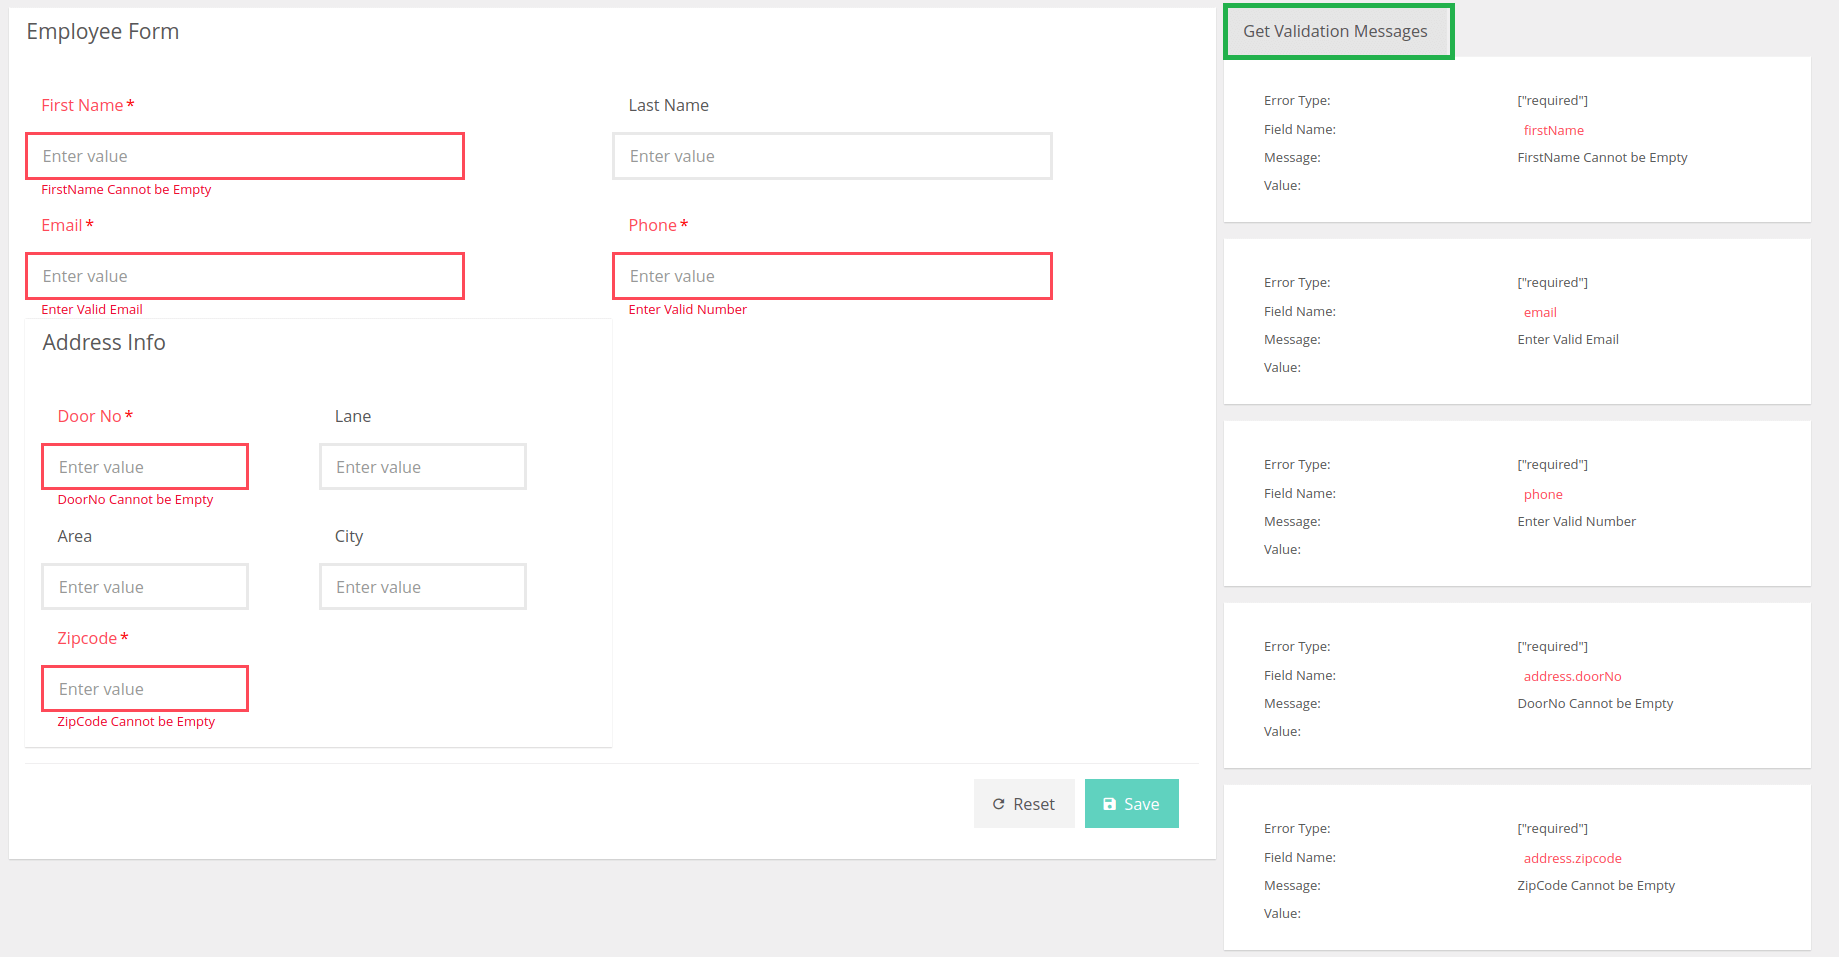 Employee Form
First Name *
Last Name
Enter value
Enter value
FirstName Cannot be Empty
Email *
Phone *
Enter value
Enter value
Enter Valid Email
Enter Valid Number
Address Info
Door No *
Lane
Enter value
Enter value
DoorNo Cannot be Empty
Area
City
Enter value
Enter value
Zipcode *
Enter value
ZipCode Cannot be Empty
Reset
Save
Get Validation Messages
Error Type: ["required"]
Field Name: firstName
Message: FirstName Cannot be Empty
Value:
Error Type: ["required"]
Field Name: email
Message: Enter Valid Email
Value:
Error Type: ["required"]
Field Name: phone
Message: Enter Valid Number
Value:
Error Type: ["required"]
Field Name: address.doorNo
Message: DoorNo Cannot be Empty
Value:
Error Type: ["required"]
Field Name: address.zipcode
Message: ZipCode Cannot be Empty
Value: